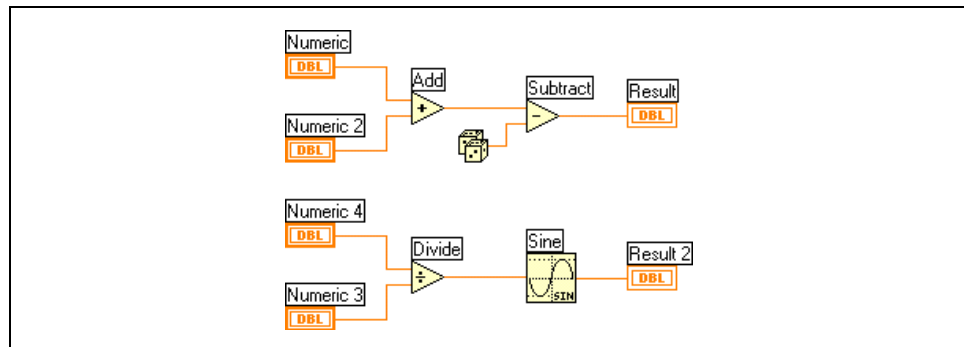 Numeric
DBL
Add
+
Subtract
-
Result
DBL
Numeric 2
DBL
Numeric 4
DBL
Divide
÷
Sine
SIN
Result 2
DBL
Numeric 3
DBL